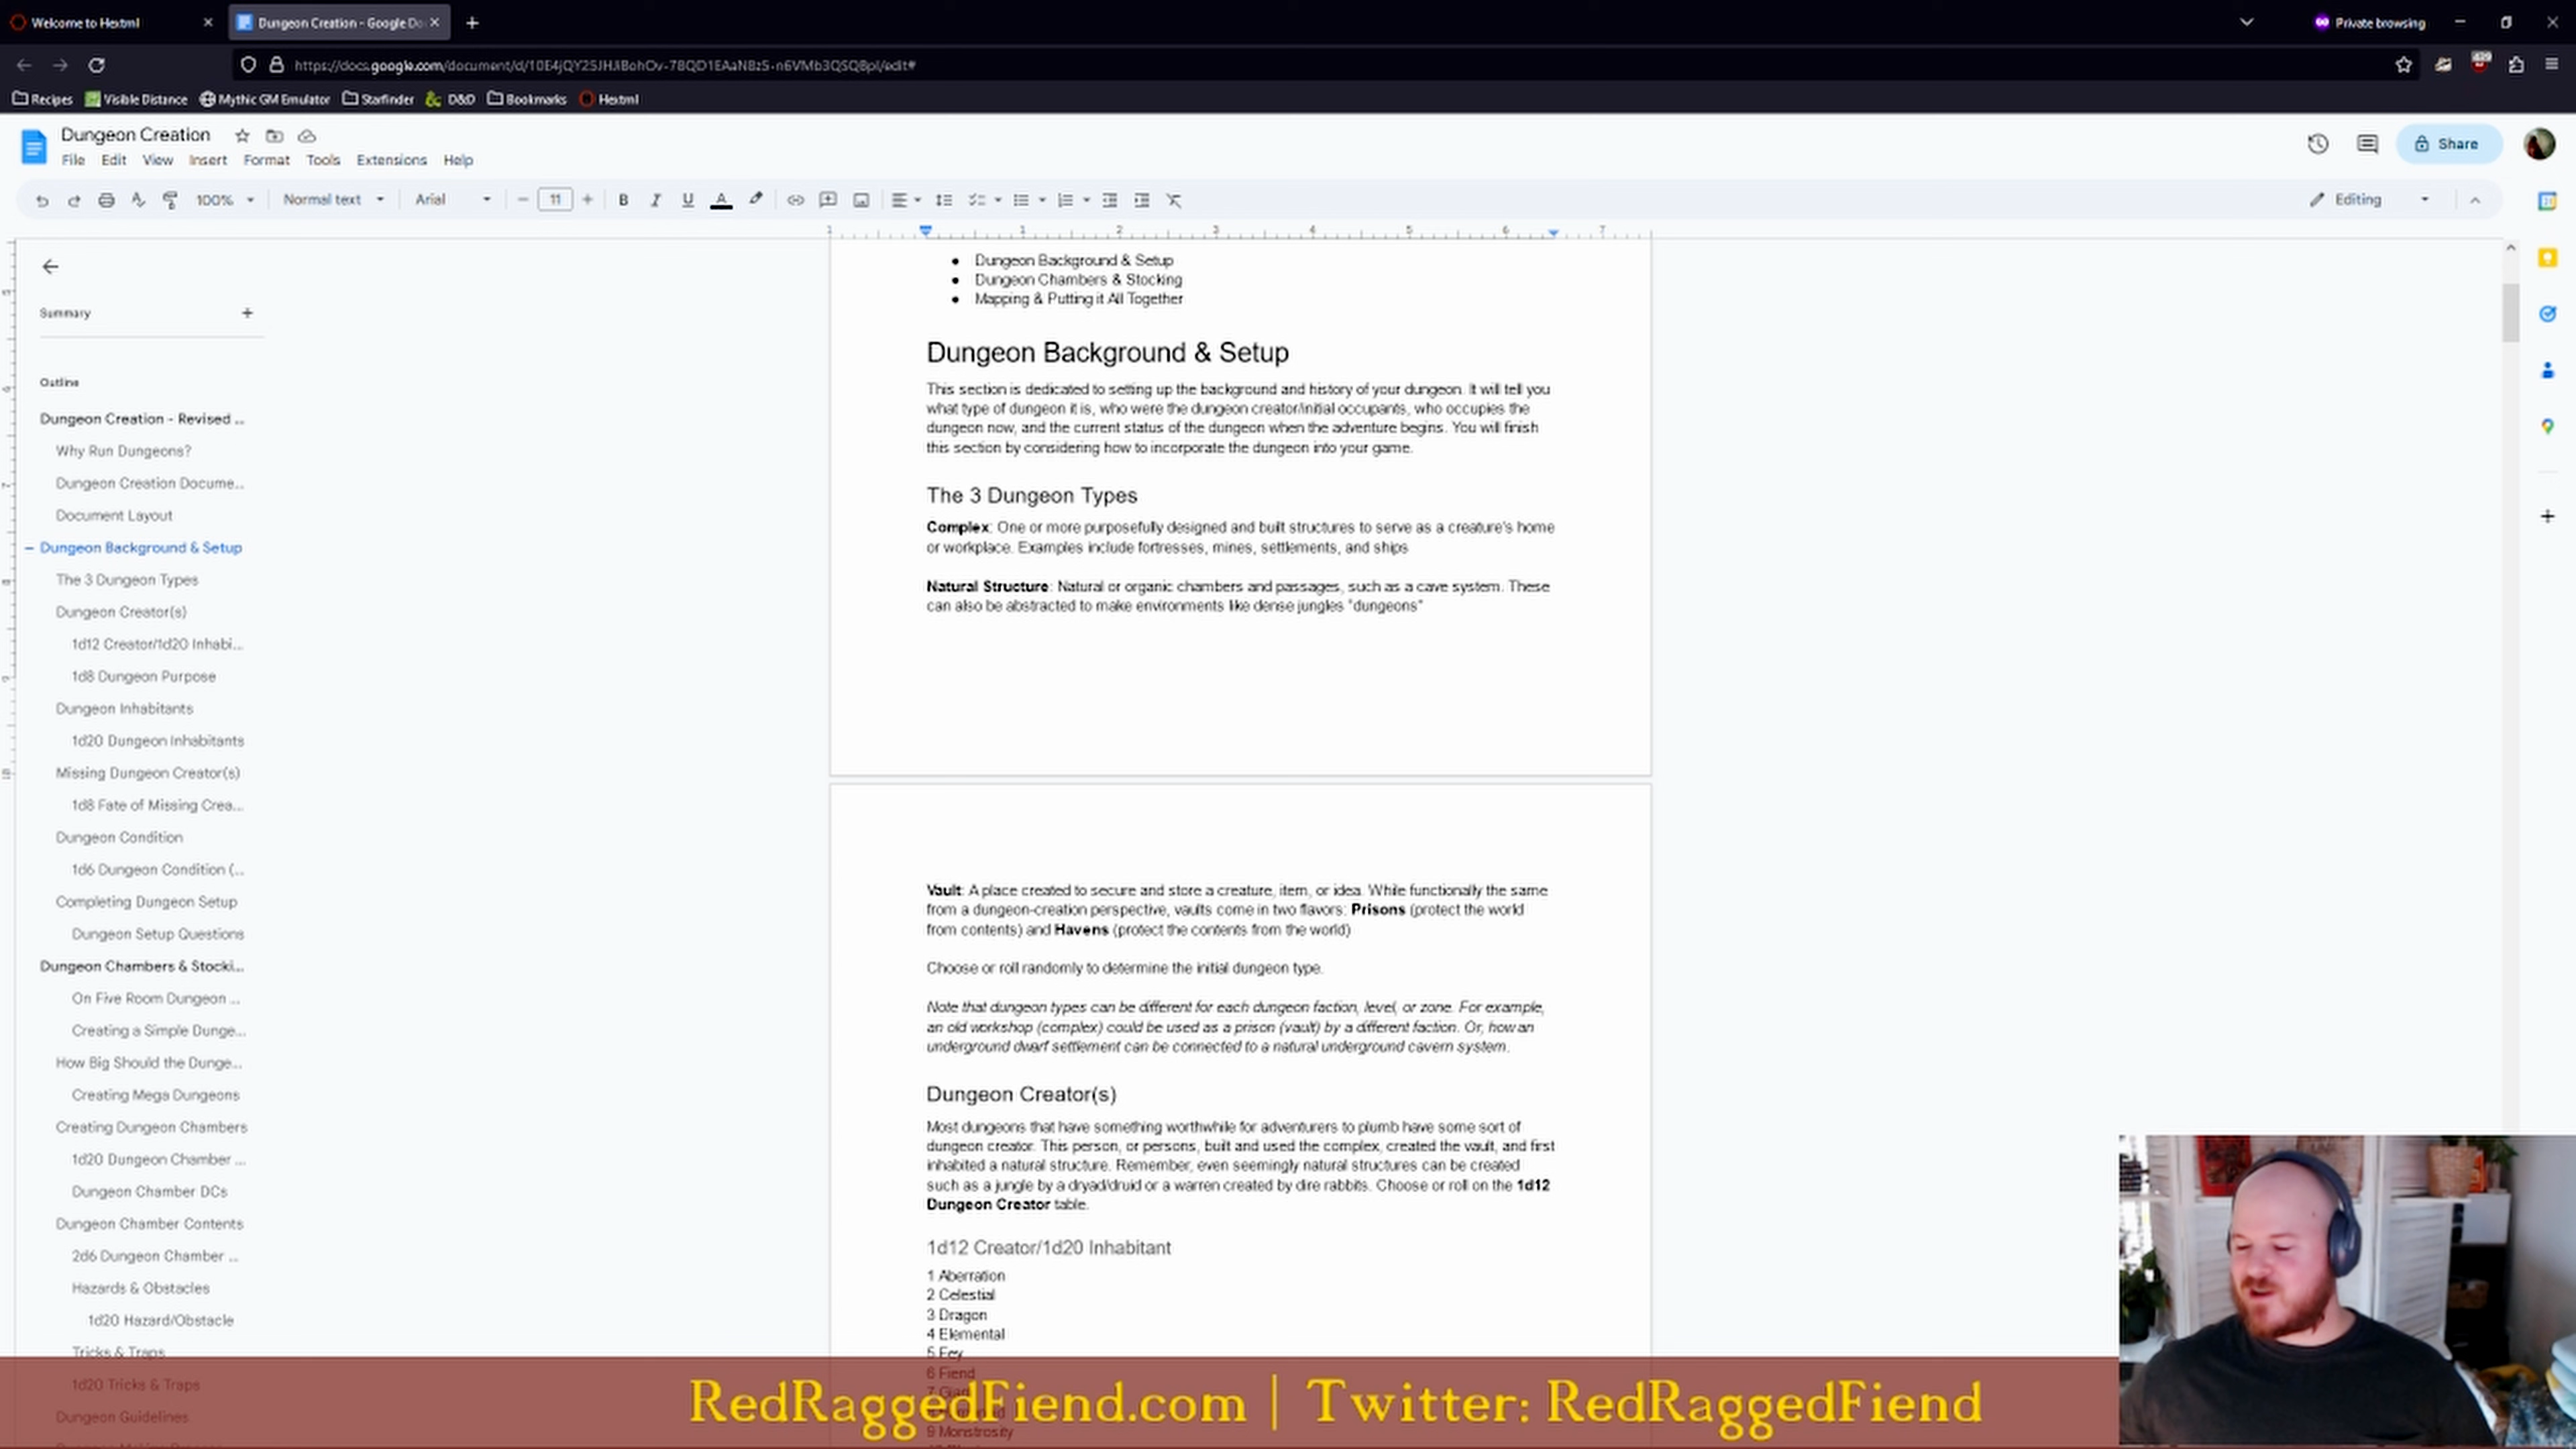 Welcome to Hextml
Dungeon Creation - Google Do
Private browsing
https://docs.google.com/document/d/
Recipes Visible Distance Mythic GM Emulator Starfinder D&D Bookmarks Hextml
Dungeon Creation
File Edit View Insert Format Tools Extensions Help
Share
100% Normal text Arial 11 Editing
1 1 2 3 4 5 6 7
Summary
Outline
Dungeon Creation - Revised ...
Why Run Dungeons?
Dungeon Creation Docume...
Document Layout
Dungeon Background & Setup
The 3 Dungeon Types
Dungeon Creator(s)
1d12 Creator/1d20 Inhabi...
1d8 Dungeon Purpose
Dungeon Inhabitants
1d20 Dungeon Inhabitants
Missing Dungeon Creator(s)
1d8 Fate of Missing Crea...
Dungeon Condition
1d6 Dungeon Condition (...
Completing Dungeon Setup
Dungeon Setup Questions
Dungeon Chambers & Stocki...
On Five Room Dungeon ...
Creating a Simple Dunge...
How Big Should the Dunge...
Creating Mega Dungeons
Creating Dungeon Chambers
1d20 Dungeon Chamber ...
Dungeon Chamber DCs
Dungeon Chamber Contents
2d6 Dungeon Chamber ...
Hazards & Obstacles
1d20 Hazard/Obstacle
Tricks & Traps
1d20 Tricks & Traps
Dungeon Guidelines
● Dungeon Background & Setup
● Dungeon Chambers & Stocking
● Mapping & Putting it All Together
Dungeon Background & Setup
This section is dedicated to setting up the background and history of your dungeon. It will tell you
what type of dungeon it is, who were the dungeon creator/initial occupants, who occupies the
dungeon now, and the current status of the dungeon when the adventure begins. You will finish
this section by considering how to incorporate the dungeon into your game.
The 3 Dungeon Types
Complex: One or more purposefully designed and built structures to serve as a creature's home
or workplace. Examples include fortresses, mines, settlements, and ships
Natural Structure: Natural or organic chambers and passages, such as a cave system. These
can also be abstracted to make environments like dense jungles "dungeons"
Vault: A place created to secure and store a creature, item, or idea. While functionally the same
from a dungeon-creation perspective, vaults come in two flavors: Prisons (protect the world
from contents) and Havens (protect the contents from the world)
Choose or roll randomly to determine the initial dungeon type.
Note that dungeon types can be different for each dungeon faction, level, or zone. For example,
an old workshop (complex) could be used as a prison (vault) by a different faction. Or, how an
underground dwarf settlement can be connected to a natural underground cavern system.
Dungeon Creator(s)
Most dungeons that have something worthwhile for adventurers to plumb have some sort of
dungeon creator. This person, or persons, built and used the complex, created the vault, and first
inhabited a natural structure. Remember, even seemingly natural structures can be created
such as a jungle by a dryad/druid or a warren created by dire rabbits. Choose or roll on the 1d12
Dungeon Creator table.
1d12 Creator/1d20 Inhabitant
1 Aberration
2 Celestial
3 Dragon
4 Elemental
5 Fey
6 Fiend
7 Giant
9 Monstrosity
RedRaggedFiend.com | Twitter: RedRaggedFiend